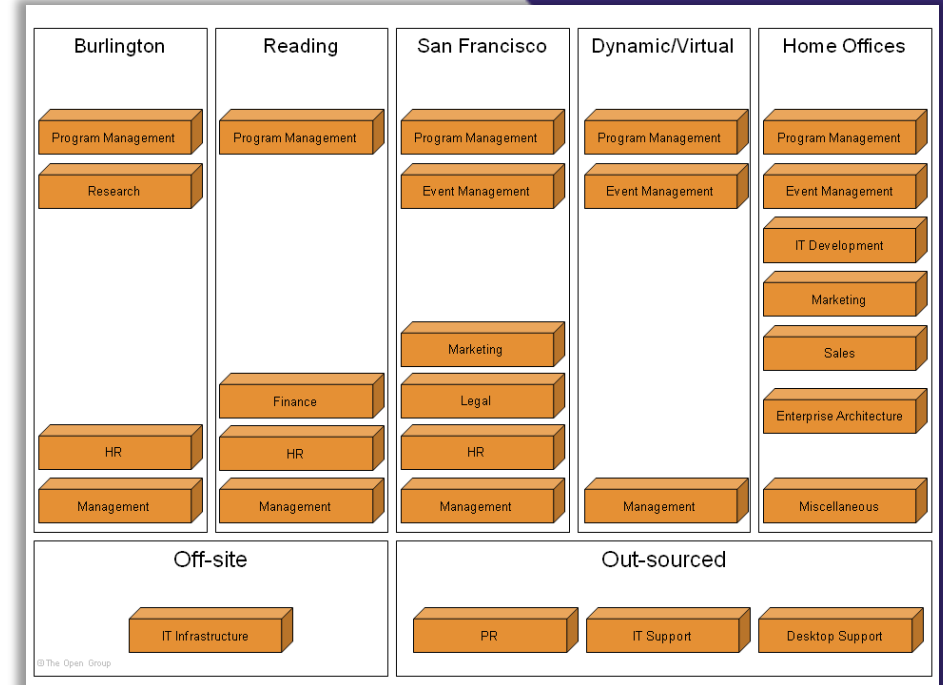 Burlington
Program Management
Research
HR
Management
Reading
Program Management
Finance
HR
Management
San Francisco
Program Management
Event Management
Marketing
Legal
HR
Management
Dynamic/Virtual
Program Management
Event Management
Management
Home Offices
Program Management
Event Management
IT Development
Marketing
Sales
Enterprise Architecture
Miscellaneous
Off-site
IT Infrastructure
© The Open Group
Out-sourced
PR
IT Support
Desktop Support